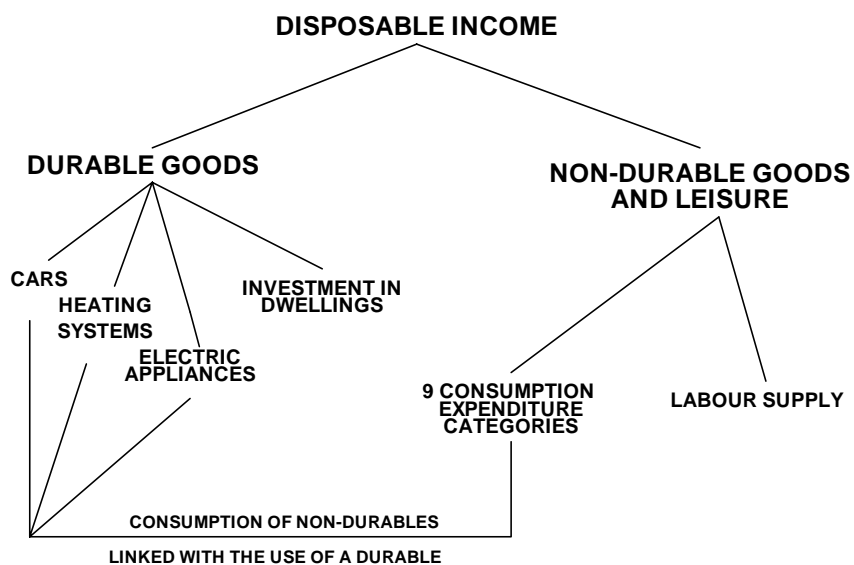 DISPOSABLE INCOME
DURABLE GOODS
NON-DURABLE GOODS
AND LEISURE
CARS
HEATING
SYSTEMS
ELECTRIC
APPLIANCES
INVESTMENT IN
DWELLINGS
9 CONSUMPTION
EXPENDITURE
CATEGORIES
LABOUR SUPPLY
CONSUMPTION OF NON-DURABLES
LINKED WITH THE USE OF A DURABLE